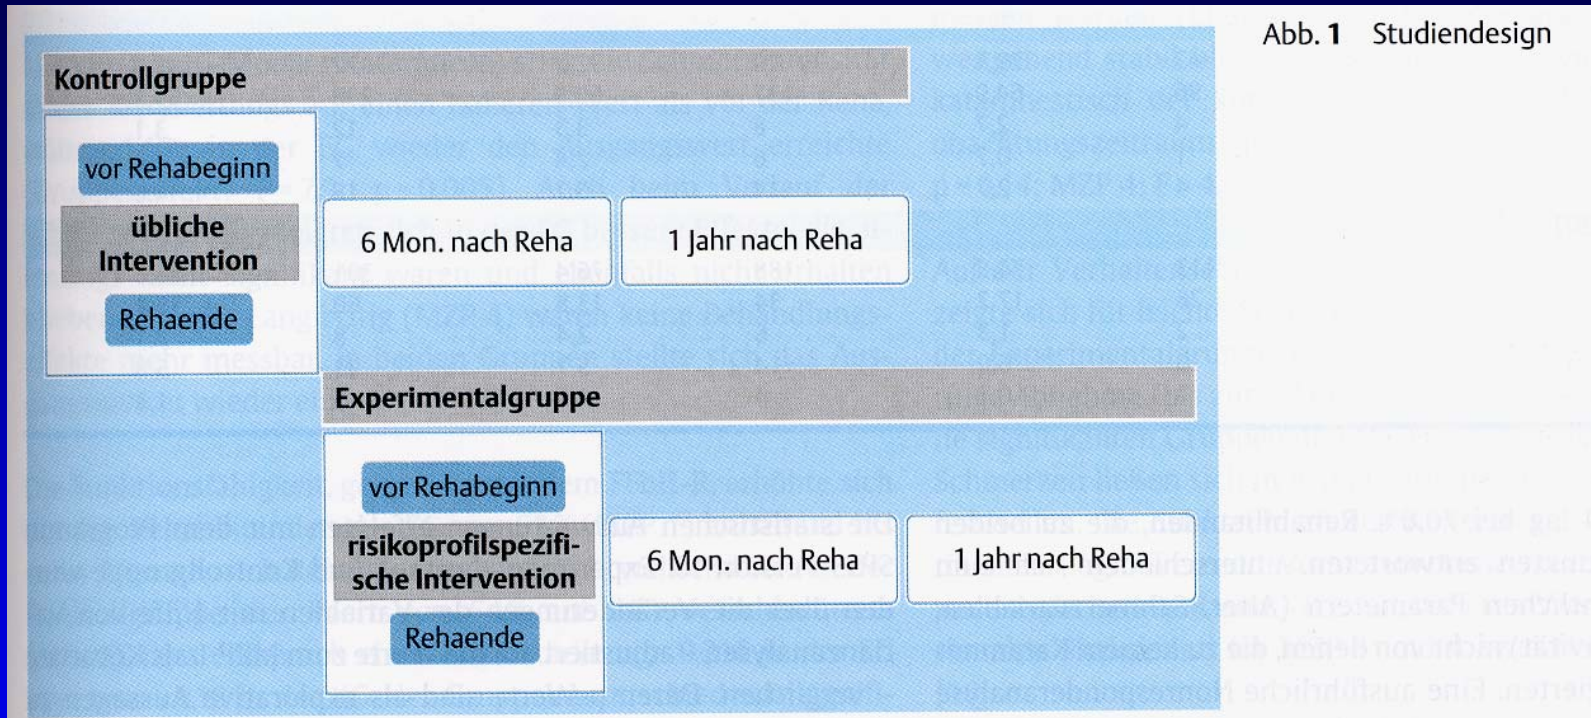 Abb. 1 Studiendesign
Kontrollgruppe
vor Rehabeginn
übliche
Intervention
Rehaende
6 Mon. nach Reha
1 Jahr nach Reha
Experimentalgruppe
vor Rehabeginn
risikoprofilspezifi-
sche Intervention
Rehaende
6 Mon. nach Reha
1 Jahr nach Reha